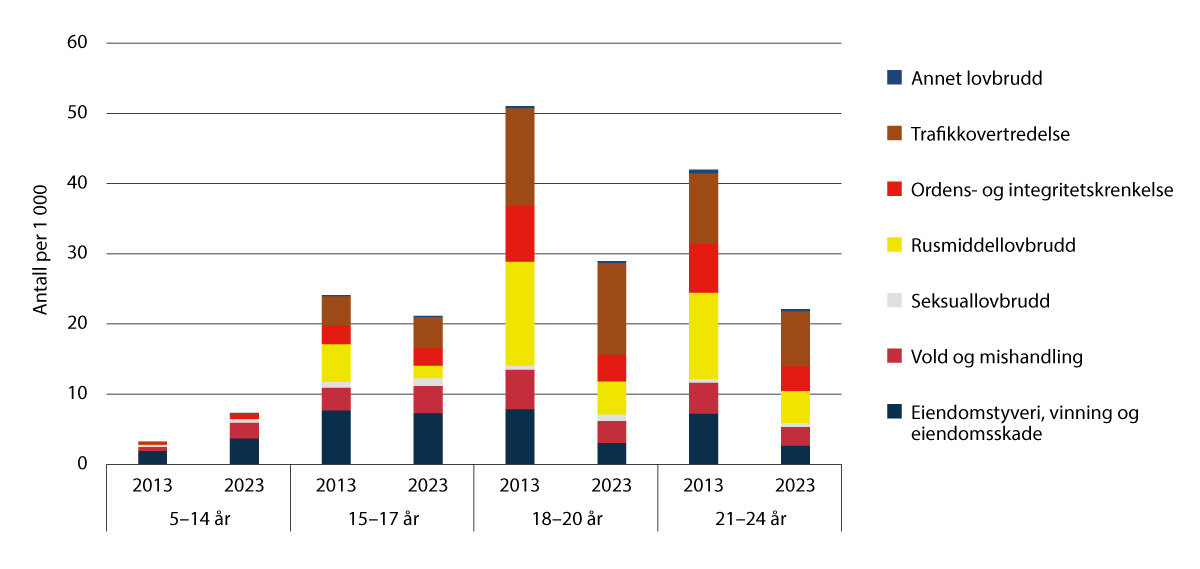 60
50
40
30
20
10
0
Antall per 1 000
2013 2023 2013 2023 2013 2023 2013 2023
5–14 år 15–17 år 18–20 år 21–24 år
Annet lovbrudd
Trafikkovertredelse
Ordens- og integritetskrenkelse
Rusmiddellovbrudd
Seksuallovbrudd
Vold og mishandling
Eiendomstyveri, vinning og
eiendomsskade